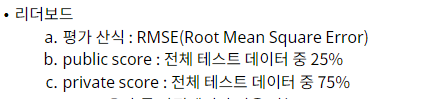 • 리더보드
a. 평가 산식 : RMSE(Root Mean Square Error)
b. public score : 전체 테스트 데이터 중 25%
c. private score : 전체 테스트 데이터 중 75%